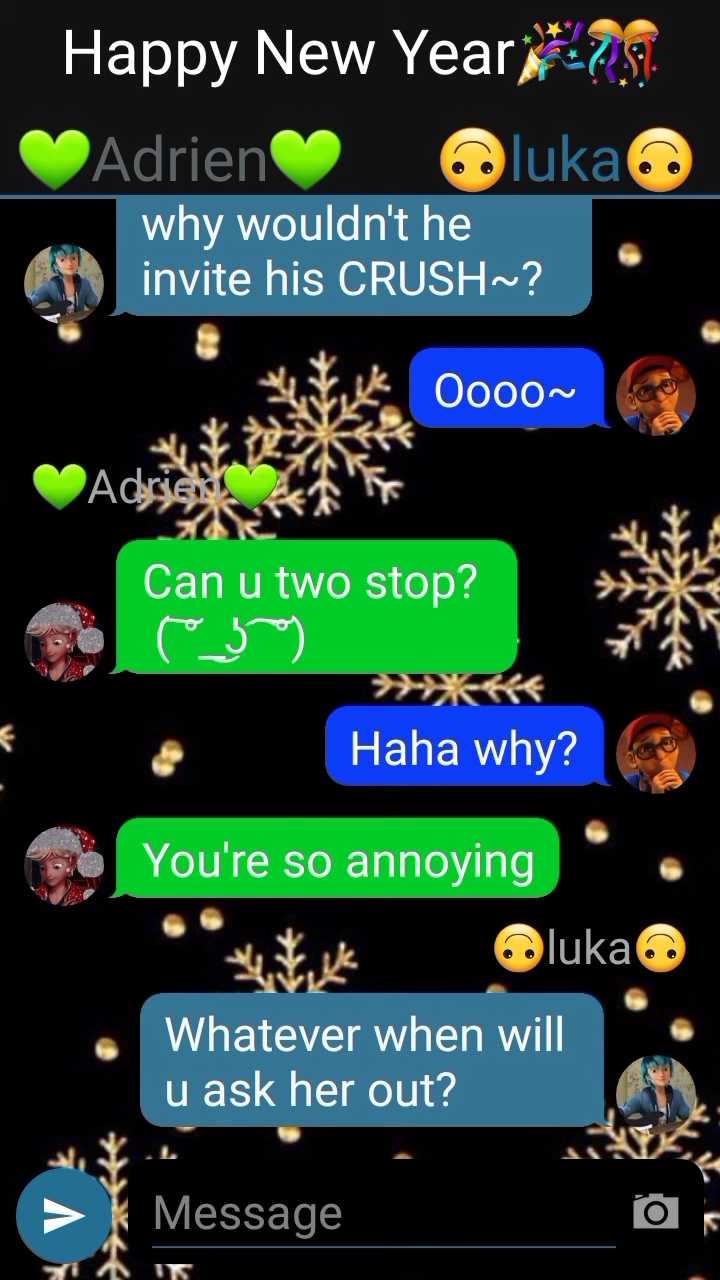 Happy New Year🎉🎊
💚Adrien💚 🙃luka🙃
why wouldn't he
invite his CRUSH~?
Oooo~
💚Adrien💚
Can u two stop?
( ͡° ͜ʖ ͡°)
Haha why?
You're so annoying
🙃luka🙃
Whatever when will
u ask her out?
Message